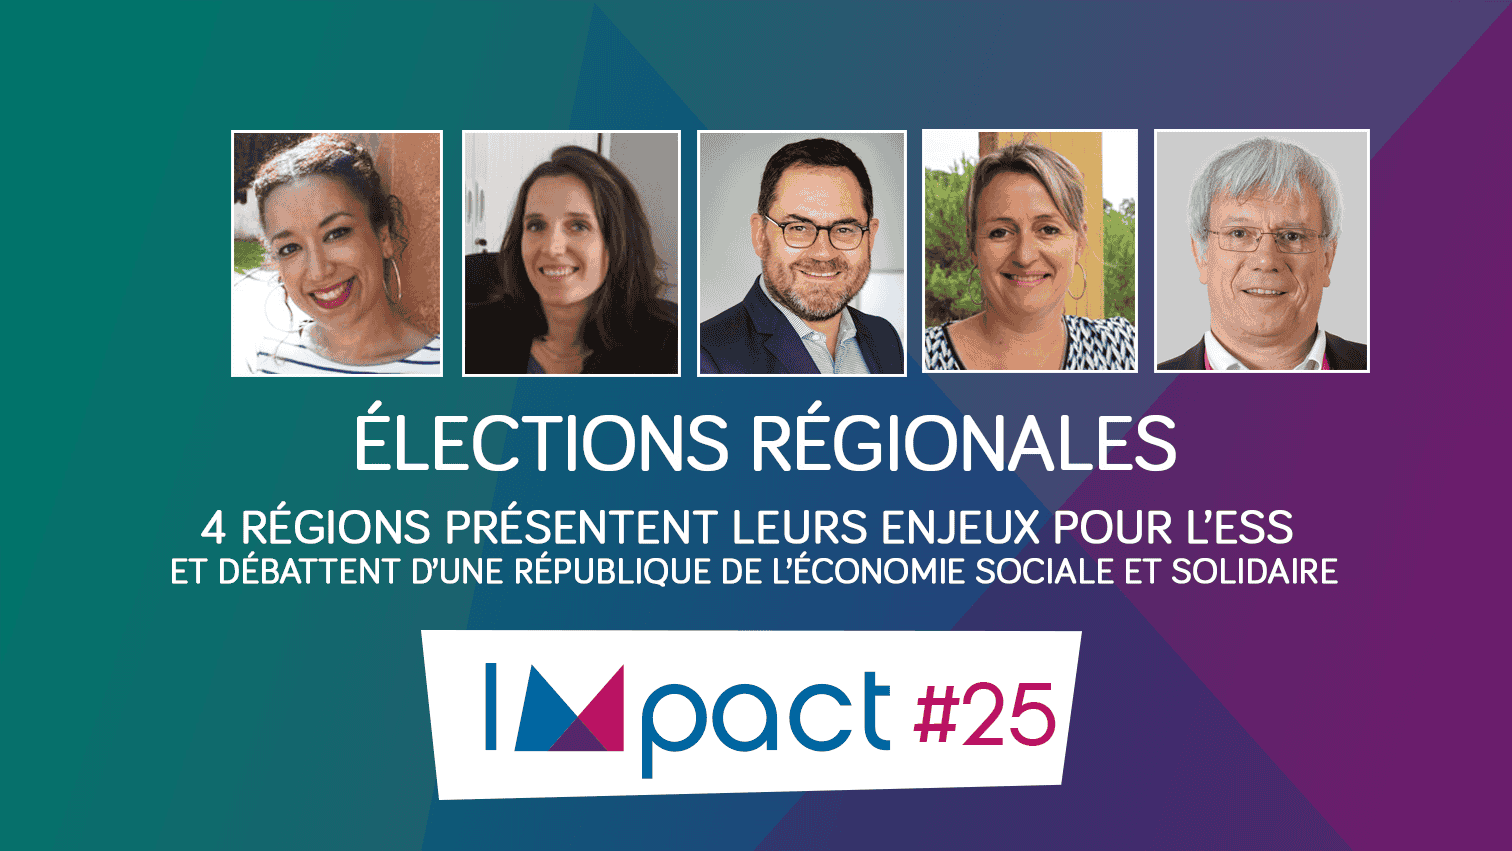 ÉLECTIONS RÉGIONALES
4 RÉGIONS PRÉSENTENT LEURS ENJEUX POUR L'ESS
ET DÉBATTENT D'UNE RÉPUBLIQUE DE L'ÉCONOMIE SOCIALE ET SOLIDAIRE
IMpact #25